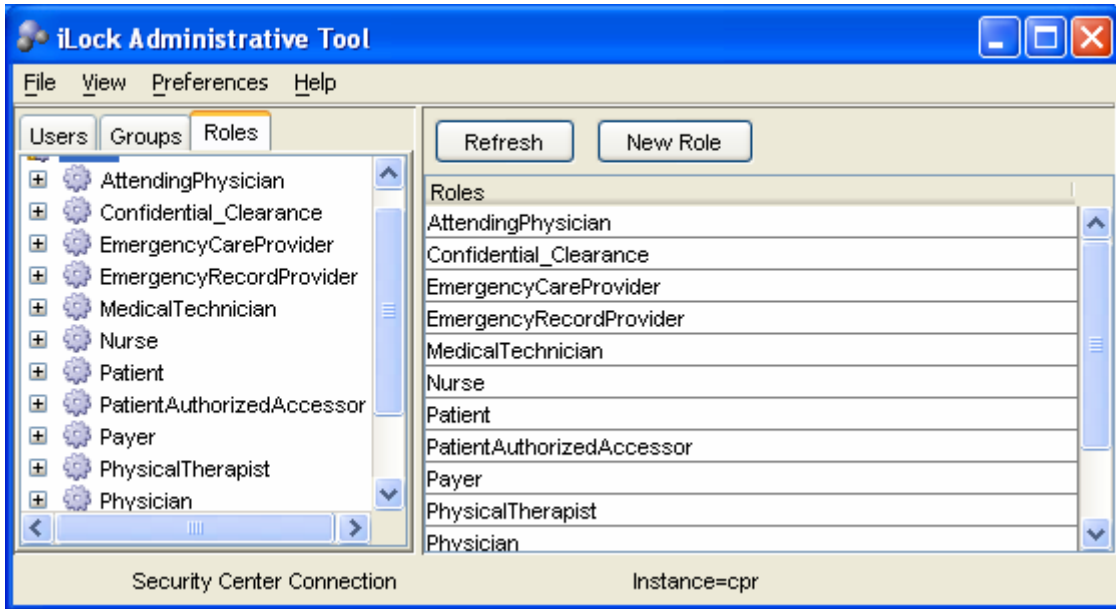 iLock Administrative Tool
File View Preferences Help
Users Groups Roles
AttendingPhysician
Confidential_Clearance
EmergencyCareProvider
EmergencyRecordProvider
MedicalTechnician
Nurse
Patient
PatientAuthorizedAccessor
Payer
PhysicalTherapist
Physician
Refresh New Role
Roles
AttendingPhysician
Confidential_Clearance
EmergencyCareProvider
EmergencyRecordProvider
MedicalTechnician
Nurse
Patient
PatientAuthorizedAccessor
Payer
PhysicalTherapist
Physician
Security Center Connection Instance=cpr